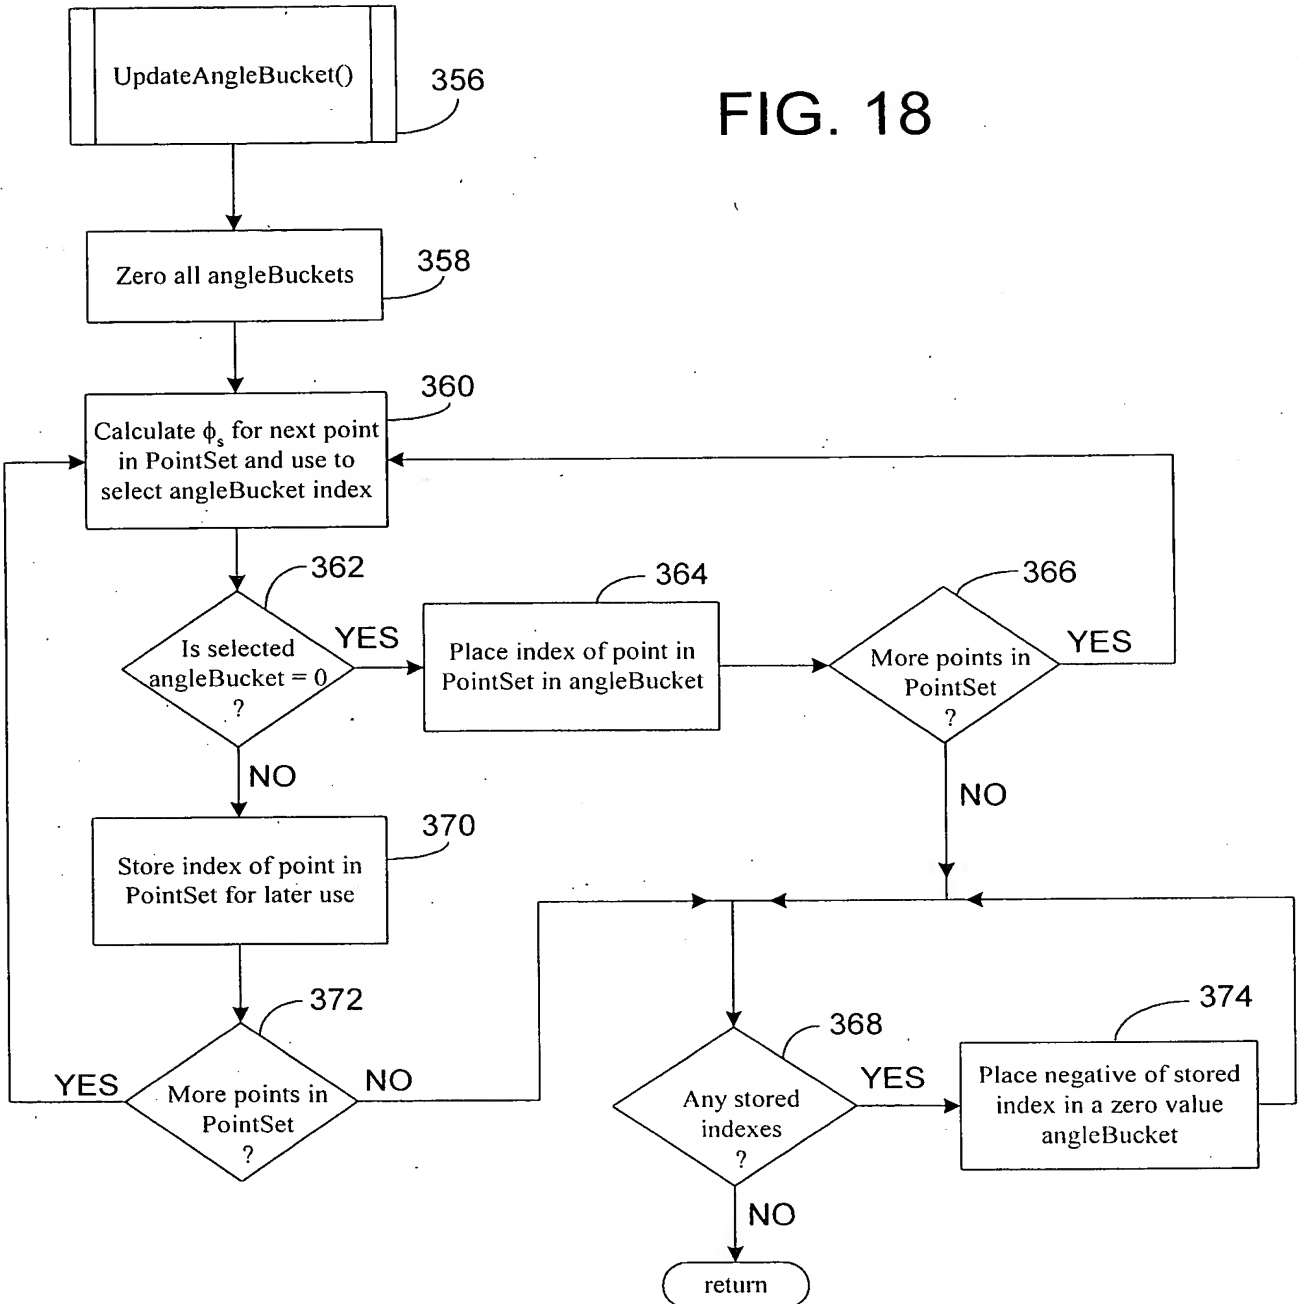 UpdateAngleBucket()
356
FIG. 18
Zero all angleBuckets
358
360
Calculate ϕs for next point
in PointSet and use to
select angleBucket index
362
Is selected
angleBucket = 0
?
YES
364
Place index of point in
PointSet in angleBucket
366
More points in
PointSet
?
YES
NO
NO
370
Store index of point in
PointSet for later use
372
More points in
PointSet
?
YES
NO
368
Any stored
indexes
?
YES
374
Place negative of stored
index in a zero value
angleBucket
NO
return